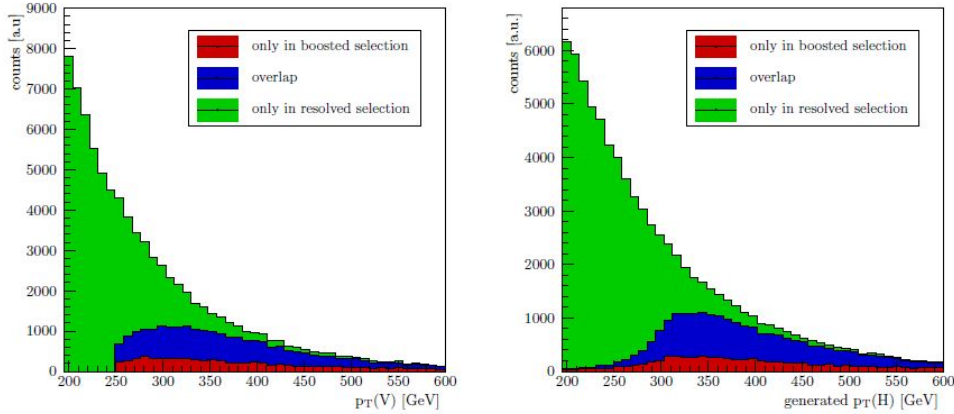 9000
8000
7000
6000
5000
4000
3000
2000
1000
0
counts [a.u]
only in boosted selection
overlap
only in resolved selection
200 250 300 350 400 450 500 550 600
pT(V) [GeV]
6000
5000
4000
3000
2000
1000
0
counts [a.u.]
only in boosted selection
overlap
only in resolved selection
200 250 300 350 400 450 500 550 600
generated pT(H) [GeV]